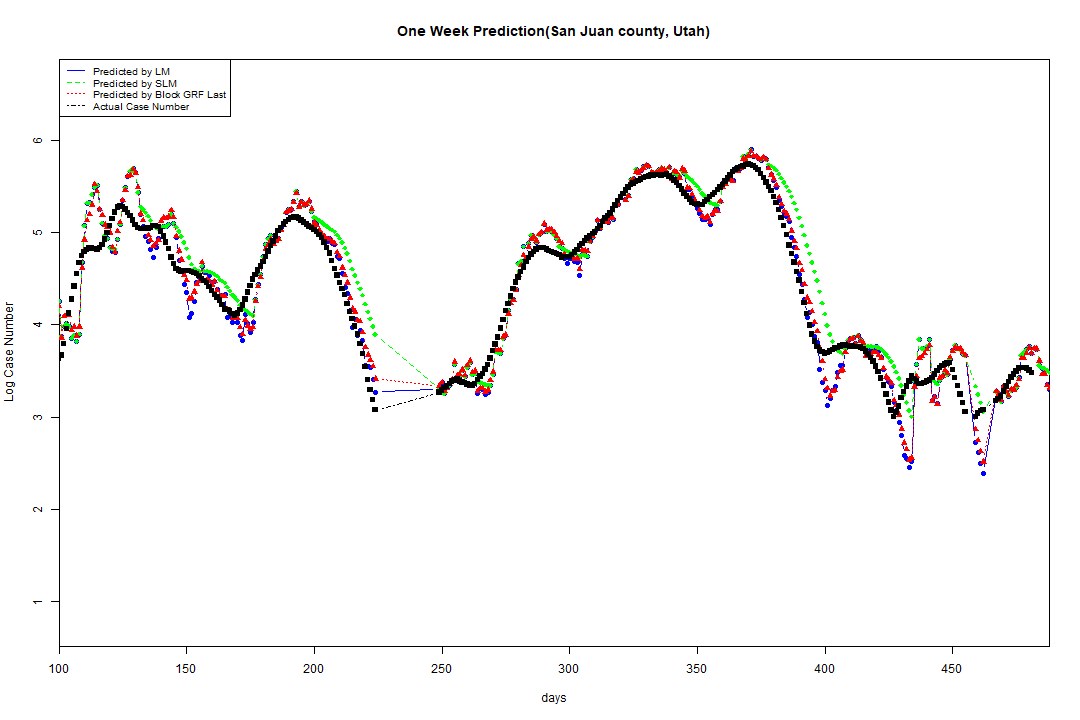 One Week Prediction(San Juan county, Utah)
Predicted by LM
Predicted by SLM
Predicted by Block GRF Last
Actual Case Number
6
5
4
3
2
1
Log Case Number
100 150 200 250 300 350 400 450
days